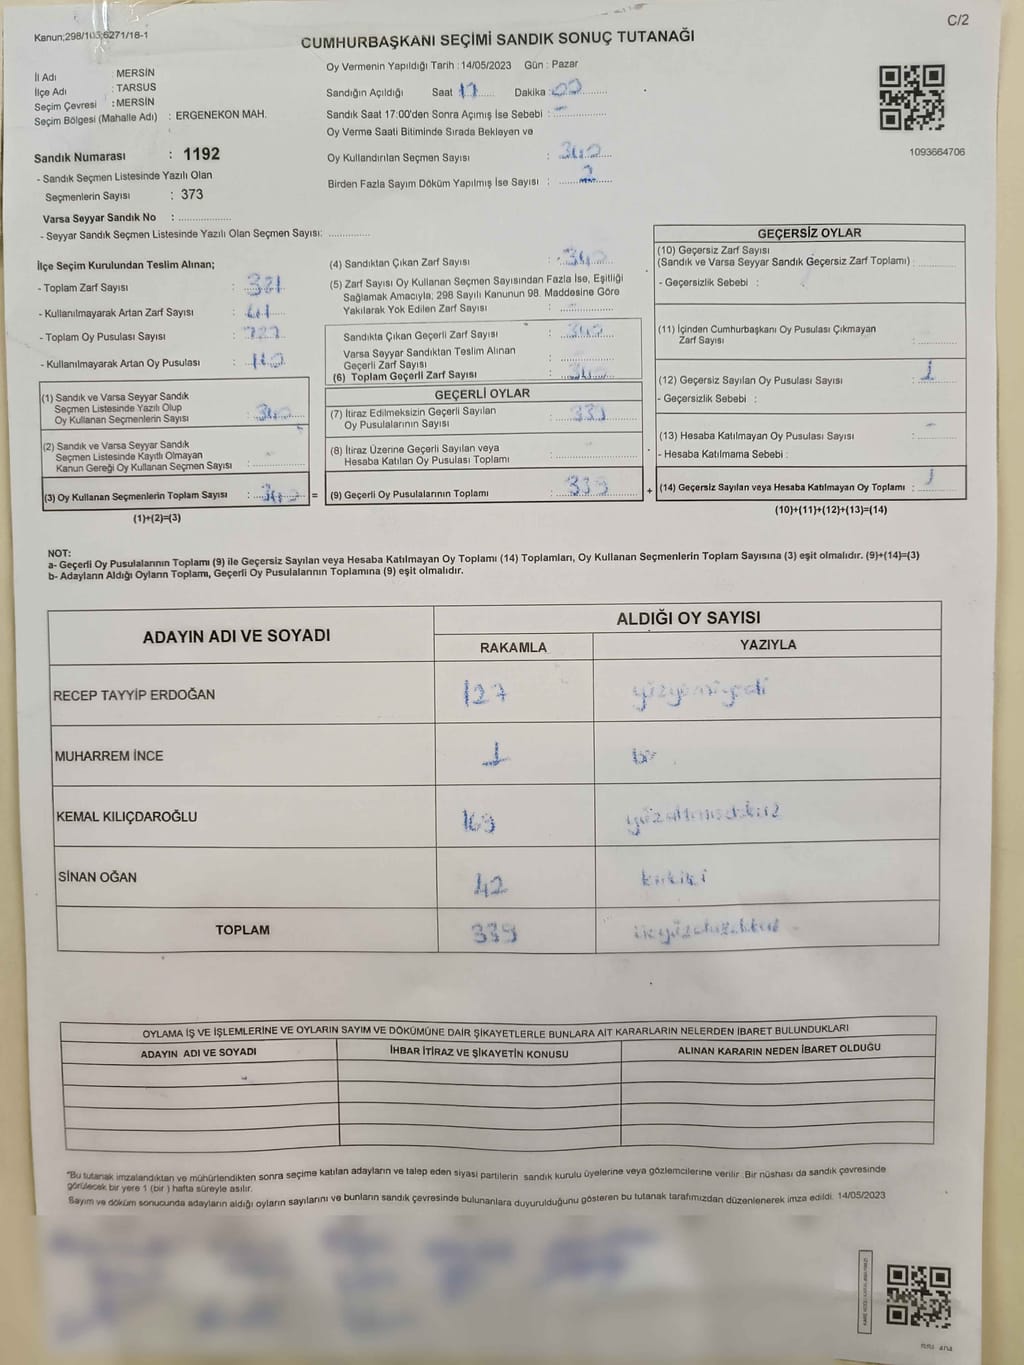 C/2
Kanun;298/105;6271/18-1
CUMHURBAŞKANI SEÇİMİ SANDIK SONUÇ TUTANAĞI
İl Adı : MERSİN
İlçe Adı : TARSUS
Seçim Çevresi : MERSİN
Seçim Bölgesi (Mahalle Adı) : ERGENEKON MAH.
Sandık Numarası : 1192
- Sandık Seçmen Listesinde Yazılı Olan
Seçmenlerin Sayısı : 373
Varsa Seyyar Sandık No : ..................
- Seyyar Sandık Seçmen Listesinde Yazılı Olan Seçmen Sayısı: ..............
Oy Vermenin Yapıldığı Tarih : 14/05/2023 Gün : Pazar
Sandığın Açıldığı Saat 17 Dakika : 00
Sandık Saat 17:00'den Sonra Açımış İse Sebebi : -
Oy Verme Saati Bitiminde Sırada Bekleyen ve
Oy Kullandırılan Seçmen Sayısı : 340
Birden Fazla Sayım Döküm Yapılmış İse Sayısı :
1093664706
İlçe Seçim Kurulundan Teslim Alınan;
- Toplam Zarf Sayısı :
- Kullanılmayarak Artan Zarf Sayısı :
- Toplam Oy Pusulası Sayısı :
- Kullanılmayarak Artan Oy Pusulası :
(1) Sandık ve Varsa Seyyar Sandık
Seçmen Listesinde Yazılı Olup
Oy Kullanan Seçmenlerin Sayısı : 340
(2) Sandık ve Varsa Seyyar Sandık
Seçmen Listesinde Kayıtlı Olmayan
Kanun Gereği Oy Kullanan Seçmen Sayısı :
(3) Oy Kullanan Seçmenlerin Toplam Sayısı : 340 =
(1)+(2)=(3)
(4) Sandıktan Çıkan Zarf Sayısı : 340
(5) Zarf Sayısı Oy Kullanan Seçmen Sayısından Fazla İse, Eşitliği
Sağlamak Amacıyla; 298 Sayılı Kanunun 98. Maddesine Göre
Yakılarak Yok Edilen Zarf Sayısı :
Sandıkta Çıkan Geçerli Zarf Sayısı : 340
Varsa Seyyar Sandıktan Teslim Alınan
Geçerli Zarf Sayısı :
(6) Toplam Geçerli Zarf Sayısı : 340
GEÇERLİ OYLAR
(7) İtiraz Edilmeksizin Geçerli Sayılan
Oy Pusulalarının Sayısı : 339
(8) İtiraz Üzerine Geçerli Sayılan veya
Hesaba Katılan Oy Pusulası Toplamı :
(9) Geçerli Oy Pusulalarının Toplamı : 339 +
GEÇERSİZ OYLAR
(10) Geçersiz Zarf Sayısı
(Sandık ve Varsa Seyyar Sandık Geçersiz Zarf Toplamı) :
- Geçersizlik Sebebi :
(11) İçinden Cumhurbaşkanı Oy Pusulası Çıkmayan
Zarf Sayısı :
(12) Geçersiz Sayılan Oy Pusulası Sayısı : 1
- Geçersizlik Sebebi :
(13) Hesaba Katılmayan Oy Pusulası Sayısı : -
- Hesaba Katılmama Sebebi :
(14) Geçersiz Sayılan veya Hesaba Katılmayan Oy Toplamı : 1
(10)+(11)+(12)+(13)=(14)
NOT:
a- Geçerli Oy Pusulalarının Toplamı (9) ile Geçersiz Sayılan veya Hesaba Katılmayan Oy Toplamı (14) Toplamları, Oy Kullanan Seçmenlerin Toplam Sayısına (3) eşit olmalıdır. (9)+(14)=(3)
b- Adayların Aldığı Oyların Toplamı, Geçerli Oy Pusulalarının Toplamına (9) eşit olmalıdır.
ADAYIN ADI VE SOYADI
ALDIĞI OY SAYISI
RAKAMLA YAZIYLA
RECEP TAYYİP ERDOĞAN 127 yüzyirmiyedi
MUHARREM İNCE 1 bir
KEMAL KILIÇDAROĞLU 169
SİNAN OĞAN 42 kırkiki
TOPLAM 339
OYLAMA İŞ VE İŞLEMLERİNE VE OYLARIN SAYIM VE DÖKÜMÜNE DAİR ŞİKAYETLERLE BUNLARA AİT KARARLARIN NELERDEN İBARET BULUNDUKLARI
ADAYIN ADI VE SOYADI İHBAR İTİRAZ VE ŞİKAYETİN KONUSU ALINAN KARARIN NEDEN İBARET OLDUĞU
"Bu tutanak imzalandıktan ve mühürlendikten sonra seçime katılan adayların ve talep eden siyasi partilerin sandık kurulu üyelerine veya gözlemcilerine verilir. Bir nüshası da sandık çevresinde
görülecek bir yere 1 (bir ) hafta süreyle asılır.
Sayım ve döküm sonucunda adayların aldığı oyların sayılarını ve bunların sandık çevresinde bulunanlara duyurulduğunu gösteren bu tutanak tarafımızdan düzenlenerek imza edildi. 14/05/2023